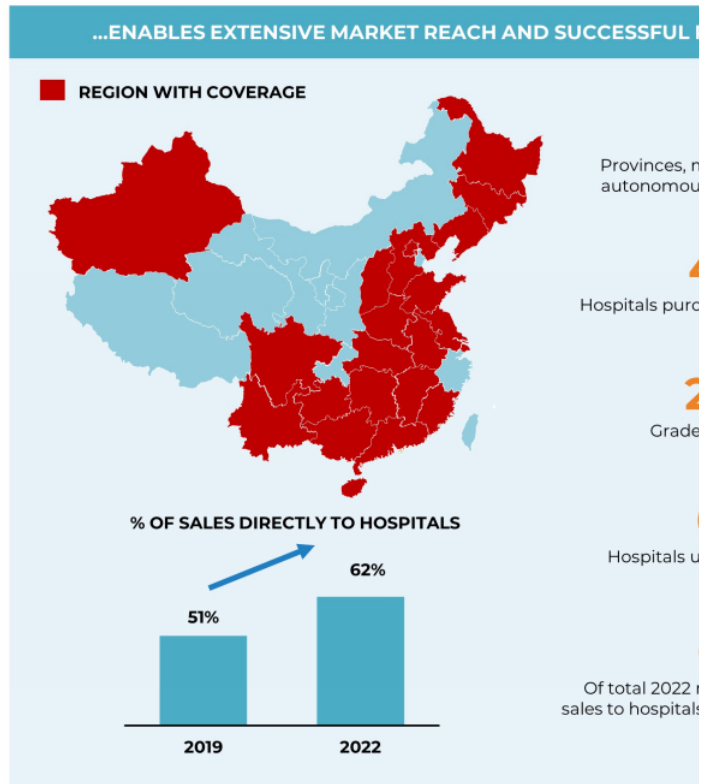 ...ENABLES EXTENSIVE MARKET REACH AND SUCCESSFUL
REGION WITH COVERAGE
Provinces,
autonomou
Hospitals purc
2
Grade
Hospitals u
Of total 2022
sales to hospitals
% OF SALES DIRECTLY TO HOSPITALS
51%
62%
2019
2022